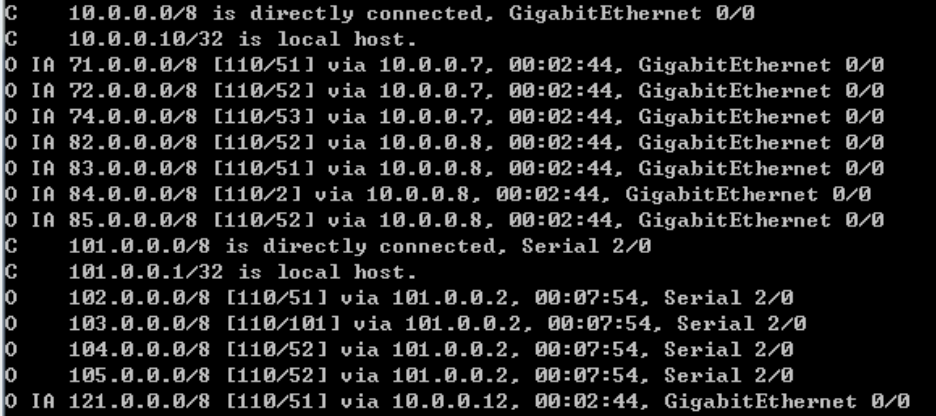 C 10.0.0.0/8 is directly connected, GigabitEthernet 0/0
C 10.0.0.10/32 is local host.
O IA 71.0.0.0/8 [110/51] via 10.0.0.7, 00:02:44, GigabitEthernet 0/0
O IA 72.0.0.0/8 [110/52] via 10.0.0.7, 00:02:44, GigabitEthernet 0/0
O IA 74.0.0.0/8 [110/53] via 10.0.0.7, 00:02:44, GigabitEthernet 0/0
O IA 82.0.0.0/8 [110/52] via 10.0.0.8, 00:02:44, GigabitEthernet 0/0
O IA 83.0.0.0/8 [110/51] via 10.0.0.8, 00:02:44, GigabitEthernet 0/0
O IA 84.0.0.0/8 [110/2] via 10.0.0.8, 00:02:44, GigabitEthernet 0/0
O IA 85.0.0.0/8 [110/52] via 10.0.0.8, 00:02:44, GigabitEthernet 0/0
C 101.0.0.0/8 is directly connected, Serial 2/0
C 101.0.0.1/32 is local host.
O 102.0.0.0/8 [110/51] via 101.0.0.2, 00:07:54, Serial 2/0
O 103.0.0.0/8 [110/101] via 101.0.0.2, 00:07:54, Serial 2/0
O 104.0.0.0/8 [110/52] via 101.0.0.2, 00:07:54, Serial 2/0
O 105.0.0.0/8 [110/52] via 101.0.0.2, 00:07:54, Serial 2/0
O IA 121.0.0.0/8 [110/51] via 10.0.0.12, 00:02:44, GigabitEthernet 0/0